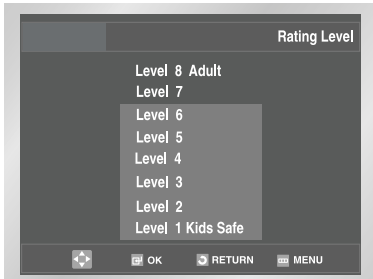 Rating Level
Level 8 Adult
Level 7
Level 6
Level 5
Level 4
Level 3
Level 2
Level 1 Kids Safe
OK RETURN MENU